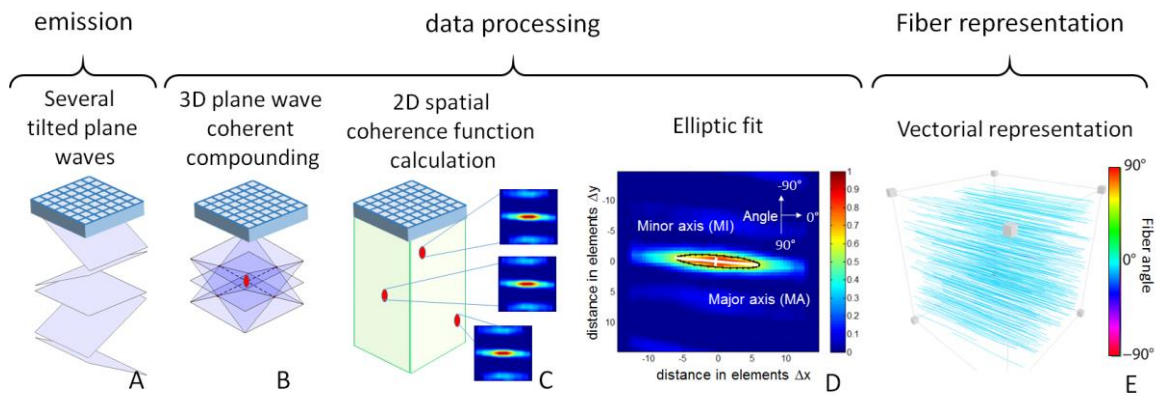 emission
data processing
Fiber representation
Several
tilted plane
waves
3D plane wave
coherent
compounding
2D spatial
coherence function
calculation
Elliptic fit
Vectorial representation
A
B
C
distance in elements Δy
-10
-5
0
5
10
-10
-5
0
5
10
distance in elements Δx
Minor axis (MI)
Major axis (MA)
-90°
Angle
0°
90°
1
0.9
0.8
0.7
0.6
0.5
0.4
0.3
0.2
0.1
0
D
90°
0°
−90°
Fiber angle
E